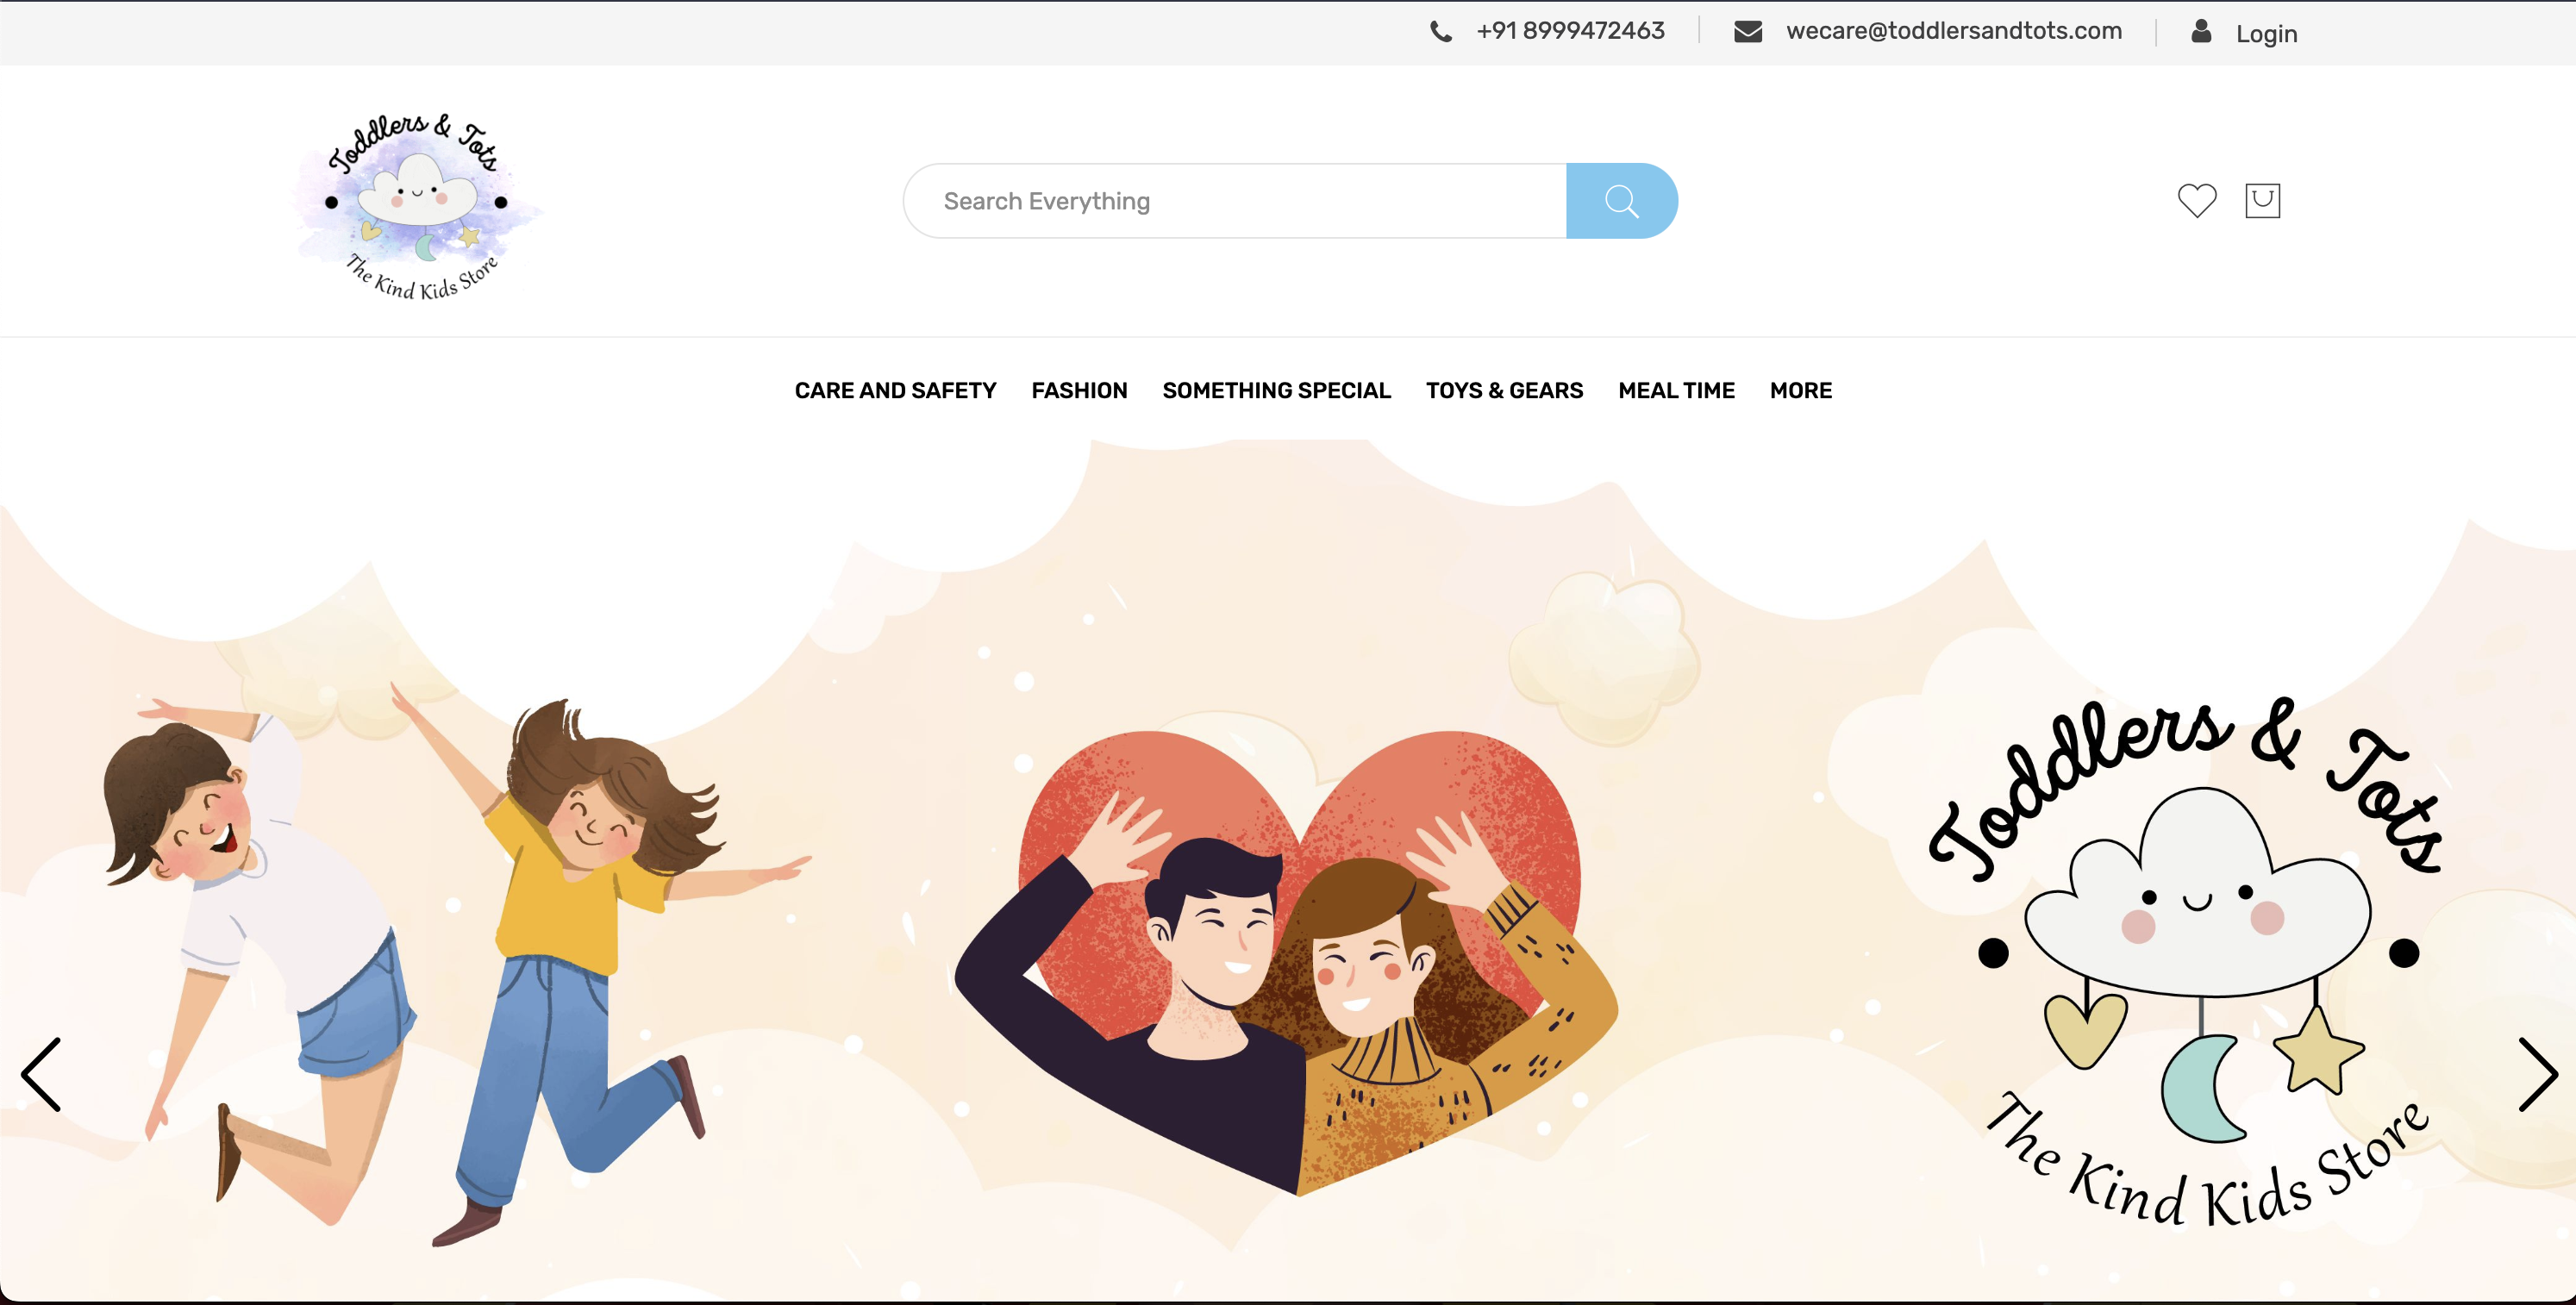 +91 8999472463
wecare@toddlersandtots.com
Login
Toddlers & Tots
The Kind Kids Store
Search Everything
CARE AND SAFETY
FASHION
SOMETHING SPECIAL
TOYS & GEARS
MEAL TIME
MORE
Toddlers & Tots
The Kind Kids Store